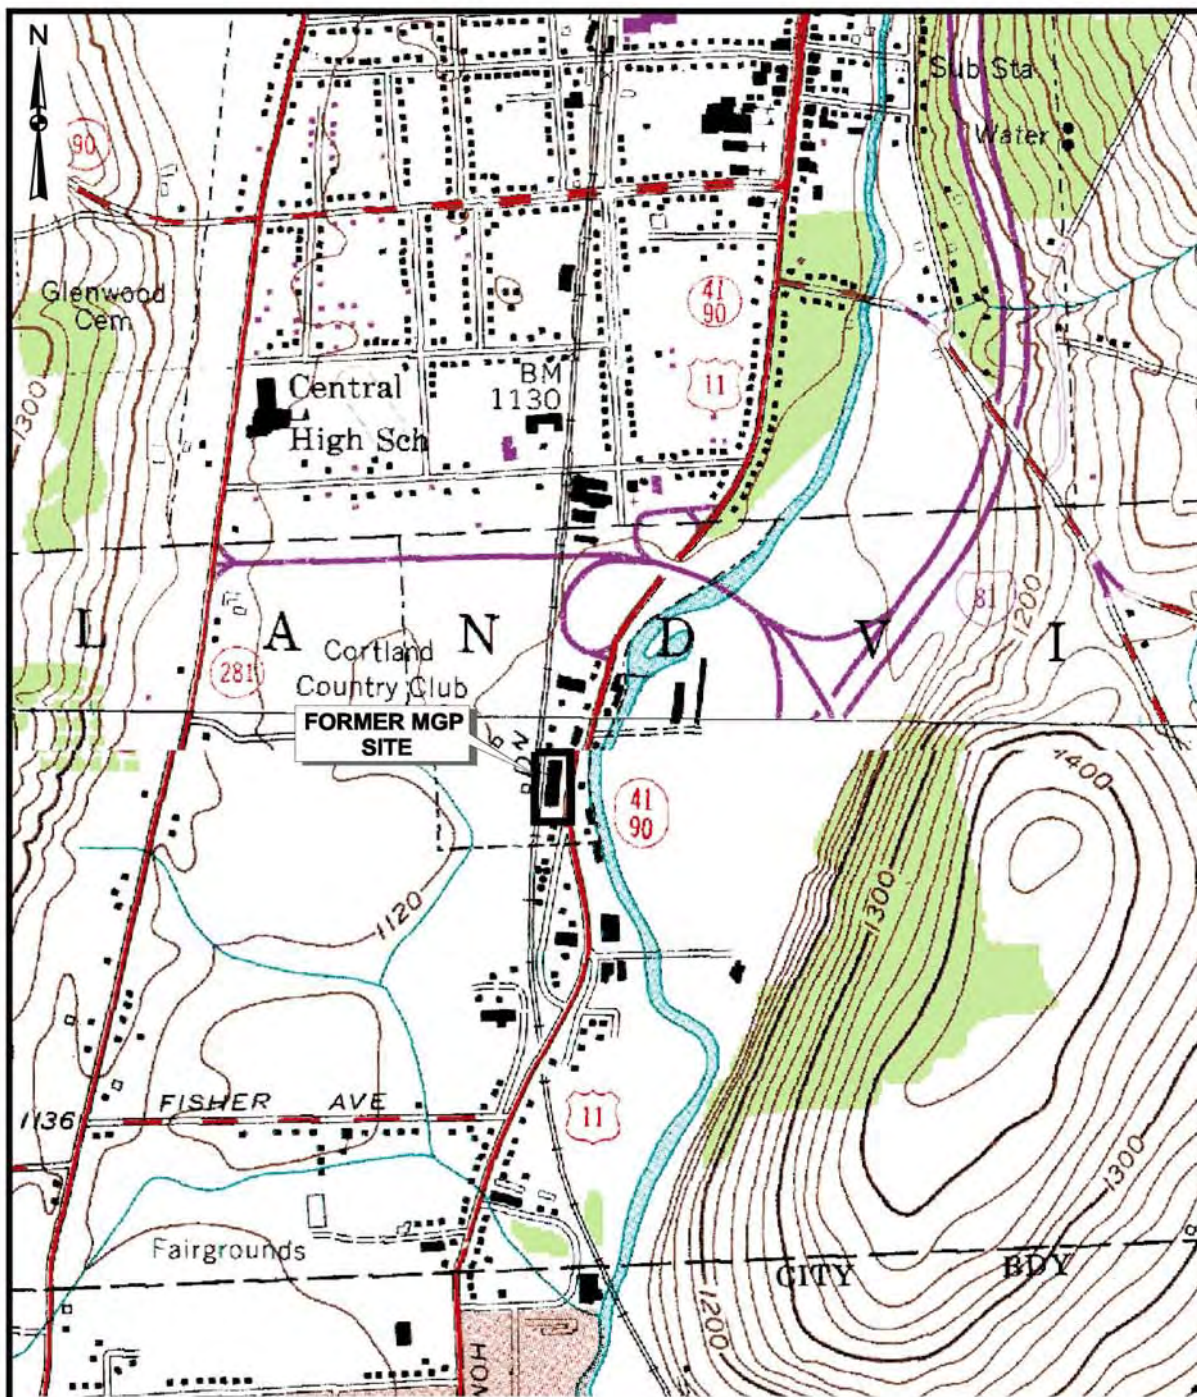 N
Sub Sta
90
Water
Glenwood
Cem
41
90
11
1300
Central
High Sch
BM
1130
L A N D V I
81
1200
Cortland
Country Club
281
FORMER MGP
SITE
1400
41
90
1300
1120
1136
FISHER AVE
11
1300
Fairgrounds
CITY BDY
1200